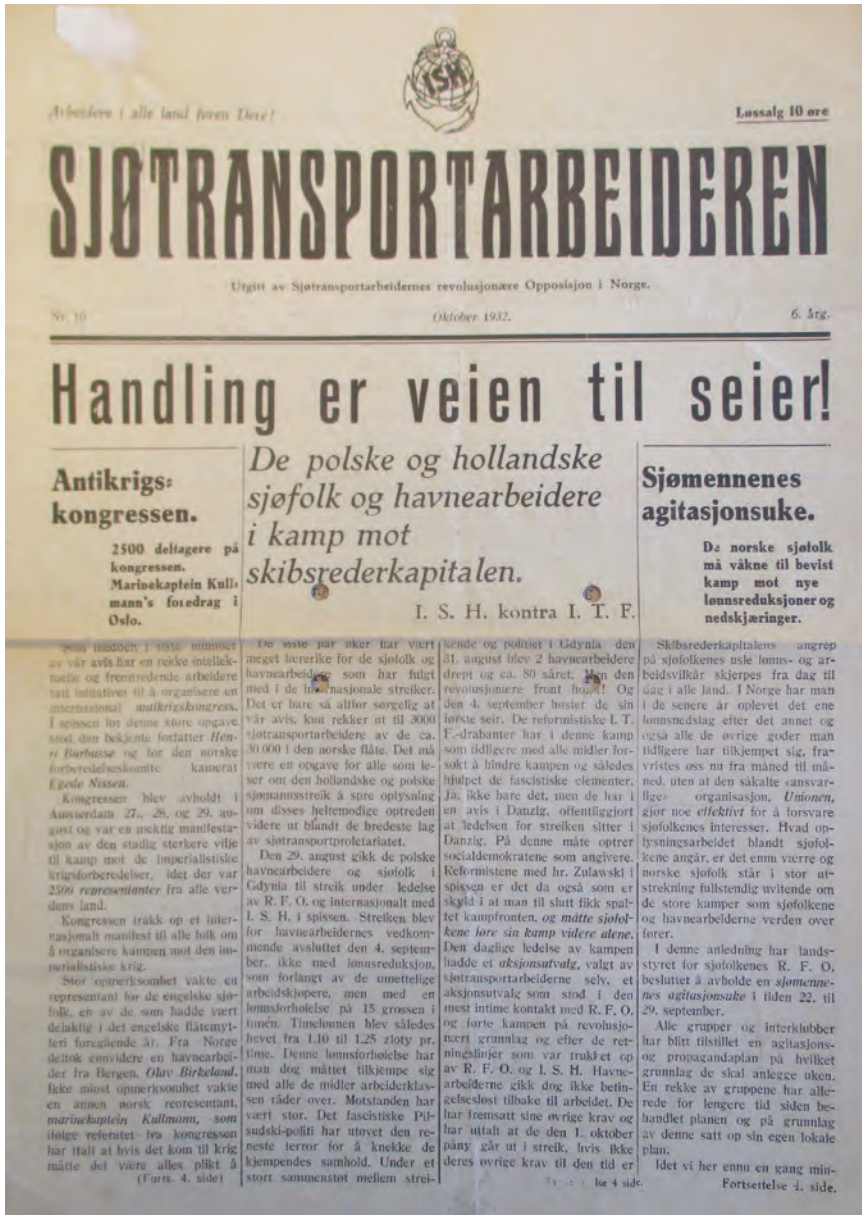 ISH
Arbeidere i alle land foren Dere!
Løssalg 10 øre
SJØTRANSPORTARBEIDEREN
Utgitt av Sjøtransportarbeidernes revolusjonære Opposisjon i Norge.
Nr. 10
Oktober 1932.
6. årg.
Handling er veien til seier!
Antikrigs-
kongressen.
2500 deltagere på
kongressen.
Marinekaptein Kull-
mann's foredrag i
Oslo.
Som meddelt i siste nummer
av vår avis har en rekke intellek-
tuelle og fremtredende arbeidere
tatt initiativet til å organisere en
internasjonal antikrigskongress.
I spissen for denne store opgave
stod den bekjente forfatter Hen-
ri Barbusse og for den norske
forberedelseskomite kamerat
Egede Nissen.
Kongressen blev avholdt i
Amsterdam 27., 28. og 29. au-
gust og var en mektig manifesta-
sjon av den stadig sterkere vilje
til kamp mot de imperialistiske
krigsforberedelser, idet der var
2500 representanter fra alle ver-
dens land.
Kongressen trakk op et inter-
nasjonalt manifest til alle folk om
å organisere kampen mot den im-
perialistiske krig.
Stor opmerksomhet vakte en
representant for de engelske sjø-
folk, en av de som hadde vært
delaktig i det engelske flåtemyt-
teri foregående år. Fra Norge
deltok ennvidere en havnearbei-
der fra Bergen, Olav Birkeland.
Ikke minst opmerksomhet vakte
en annen norsk representant,
marinekaptein Kullmann, som
ifølge referatet fra kongressen
har uttalt at hvis det kom til krig
måtte det være alles plikt å
(Forts. 4. side)
De polske og hollandske
sjøfolk og havnearbeidere
i kamp mot
skibsrederkapitalen.
I. S. H. kontra I. T. F.
De siste par uker har vært
meget lærerike for de sjøfolk og
havnearbeidere som har fulgt
med i de internasjonale streiker.
Det er bare så altfor sørgelig at
vår avis, kun rekker ut til 3000
sjøtransportarbeidere av de ca.
30 000 i den norske flåte. Det må
være en opgave for alle som le-
ser om den hollandske og polske
sjømannsstreik å spre oplysning
om disses heltemodige optreden
videre ut blandt de bredeste lag
av sjøtransportproletariatet.
Den 29. august gikk de polske
havnearbeidere og sjøfolk i
Gdynia til streik under ledelse
av R. F. O. og internasjonalt med
I. S. H. i spissen. Streiken blev
for havnearbeidernes vedkom-
mende avsluttet den 4. septem-
ber, ikke med lønnsreduksjon,
som forlangt av de umettelige
arbeidskjøpere, men med en
lønnsforhøielse på 15 grossen i
timen. Timelønnen blev således
hevet fra 1.10 til 1.25 zloty pr.
time. Denne lønnsforhøielse har
man dog måttet tilkjempe sig
med alle de midler arbeiderklas-
sen råder over. Motstanden har
vært stor. Det fascistiske Pil-
sudski-politi har utøvet den re-
neste terror for å knekke de
kjempendes samhold. Under et
stort sammenstøt mellem strei-
kende og politiet i Gdynia den
31. august blev 2 havnearbeidere
drept og ca. 80 såret. Men den
revolusjonære front holdt! Og
den 4. september høstet de sin
første seir. De reformistiske I. T.
F.-drabanter har i denne kamp
som tidligere med alle midler for-
søkt å hindre kampen og således
hjulpet de fascistiske elementer.
Ja, ikke bare det, men de har i
en avis i Danzig, offentliggjort
at ledelsen for streiken sitter i
Danzig. På denne måte optrer
socialdemokratene som angivere.
Reformistene med hr. Zulawski i
spissen er det da også som er
skyld i at man til slutt fikk spal-
tet kampfronten, og måtte sjøfol-
kene føre sin kamp videre alene.
Den daglige ledelse av kampen
hadde et aksjonsutvalg, valgt av
sjøtransportarbeiderne selv, et
aksjonsutvalg som stod i den
mest intime kontakt med R. F. O.
og førte kampen på revolusjo-
nært grunnlag og efter de ret-
ningslinjer som var trukket op
av R. F. O. og I. S. H. Havne-
arbeiderne gikk dog ikke betin-
gelsesløst tilbake til arbeidet. De
har fremsatt sine øvrige krav og
har uttalt at de den 1. oktober
påny går ut i streik, hvis ikke
deres øvrige krav til den tid er
lse 4 side.
Sjømennenes
agitasjonsuke.
De norske sjøfolk
må våkne til bevist
kamp mot nye
lønnsreduksjoner og
nedskjæringer.
Skibsrederkapitalens angrep
på sjøfolkenes usle lønns- og ar-
beidsvilkår skjerpes fra dag til
dag i alle land. I Norge har man
i de senere år oplevet det ene
lønnsnedslag efter det annet og
også alle de øvrige goder man
tidligere har tilkjempet sig, fra-
vristes oss nu fra måned til må-
ned, uten at den såkalte «ansvar-
lige» organisasjon, Unionen,
gjør noe effektivt for å forsvare
sjøfolkenes interesser. Hvad op-
lysningsarbeidet blandt sjøfol-
kene angår, er det ennu værre og
norske sjøfolk står i stor ut-
strekning fullstendig uvitende om
de store kamper som sjøfolkene
og havnearbeiderne verden over
fører.
I denne anledning har lands-
styret for sjøfolkenes R. F. O.
besluttet å avholde en sjømenne-
nes agitasjonsuke i tiden 22. til
29. september.
Alle grupper og interklubber
har blitt tilstillet en agitasjons-
og propagandaplan på hvilket
grunnlag de skal anlegge uken.
En rekke av gruppene har alle-
rede for lengere tid siden be-
handlet planen og på grunnlag
av denne satt op sin egen lokale
plan.
Idet vi her ennu en gang min-
Fortsettelse 4. side.